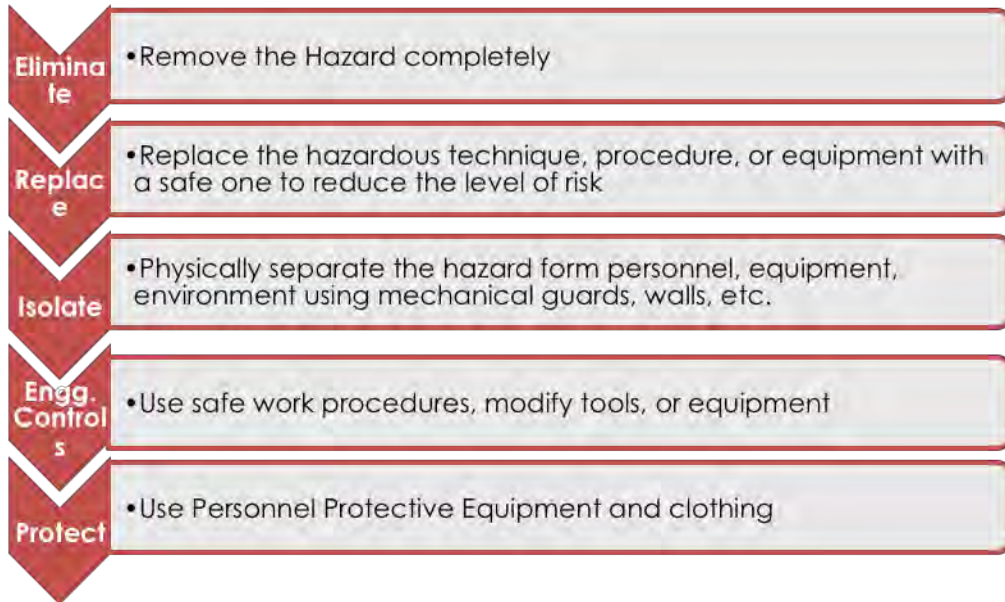 Elimina
te
•Remove the Hazard completely
Replac
e
•Replace the hazardous technique, procedure, or equipment with
a safe one to reduce the level of risk
Isolate
•Physically separate the hazard form personnel, equipment,
environment using mechanical guards, walls, etc.
Engg.
Control
s
•Use safe work procedures, modify tools, or equipment
Protect
•Use Personnel Protective Equipment and clothing